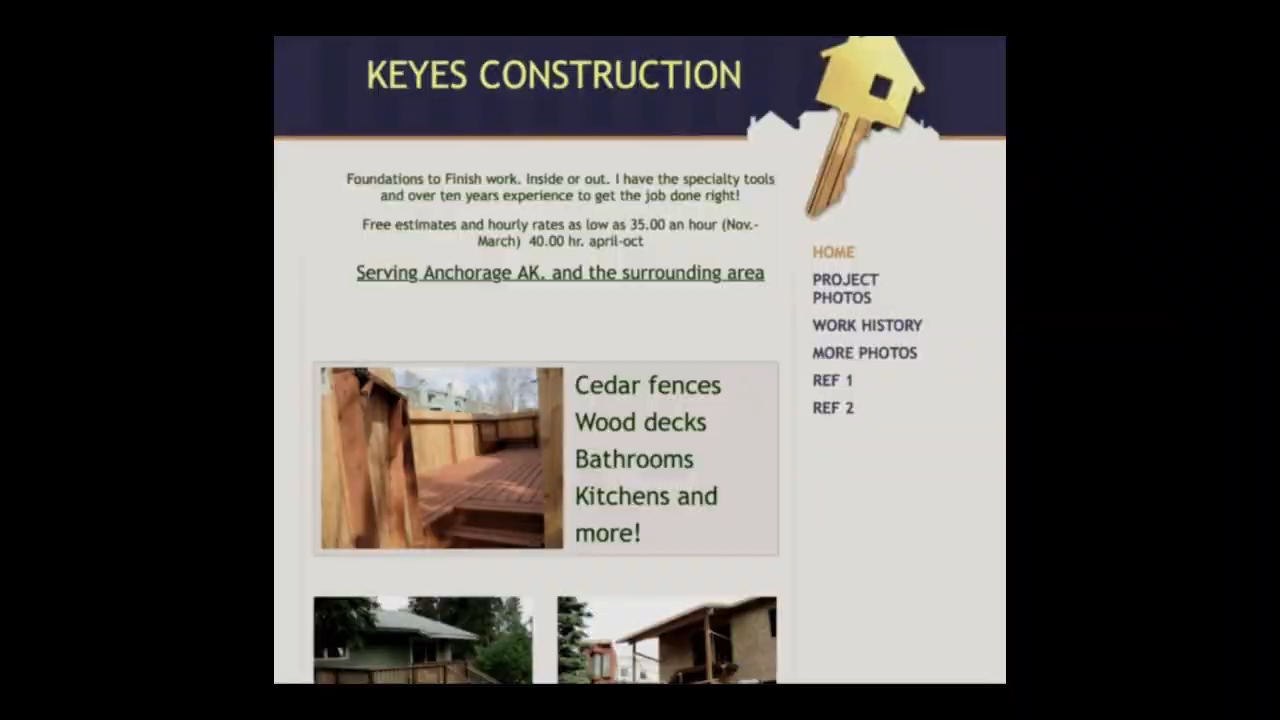 KEYES CONSTRUCTION
Foundations to Finish work. Inside or out. I have the specialty tools
and over ten years experience to get the job done right!
Free estimates and hourly rates as low as 35.00 an hour (Nov.-
March)  40.00 hr. april-oct
Serving Anchorage AK. and the surrounding area
HOME
PROJECT
PHOTOS
WORK HISTORY
MORE PHOTOS
REF 1
REF 2
Cedar fences
Wood decks
Bathrooms
Kitchens and
more!